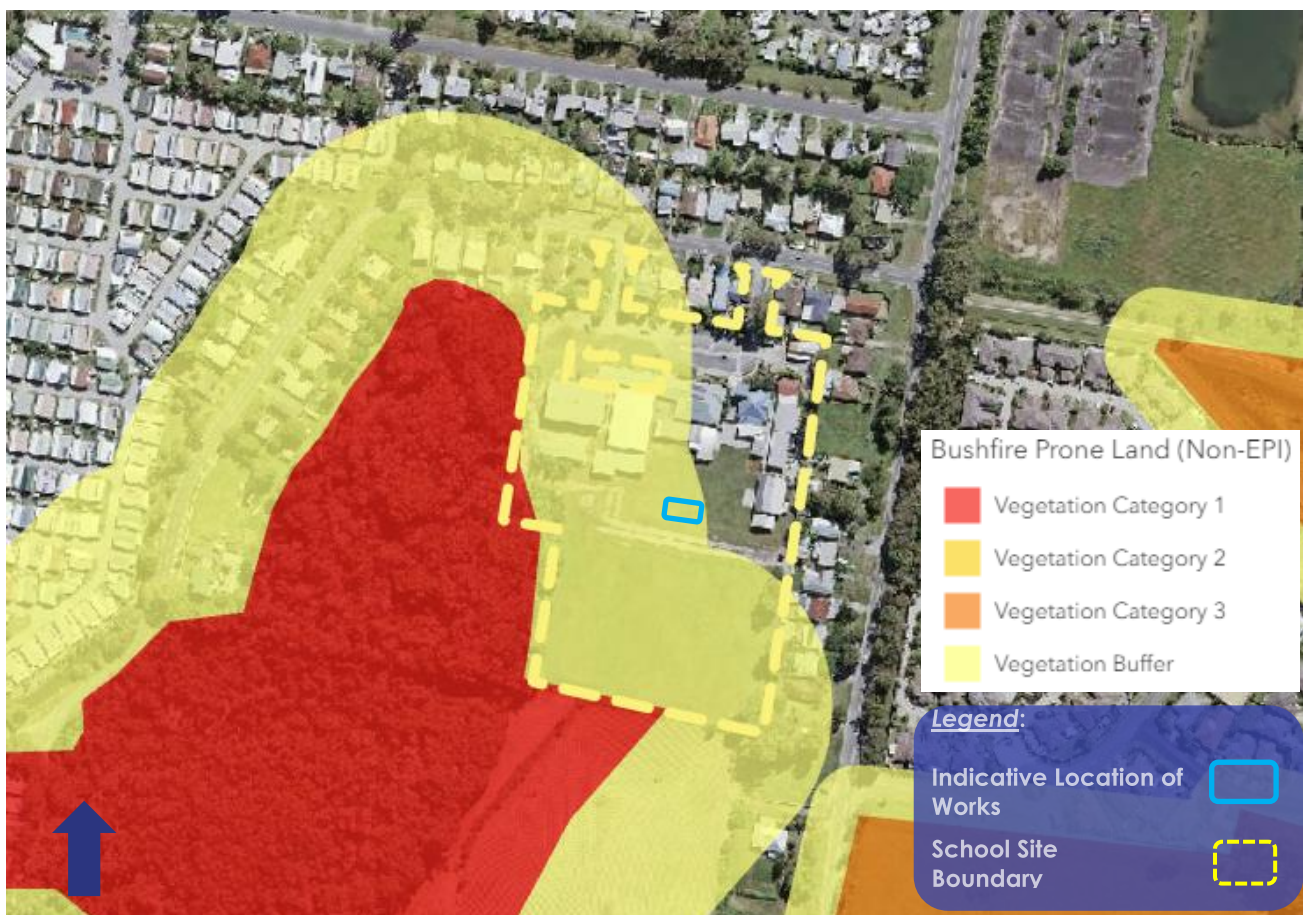 Bushfire Prone Land (Non-EPI)
Vegetation Category 1
Vegetation Category 2
Vegetation Category 3
Vegetation Buffer
Legend:
Indicative Location of
Works
School Site
Boundary